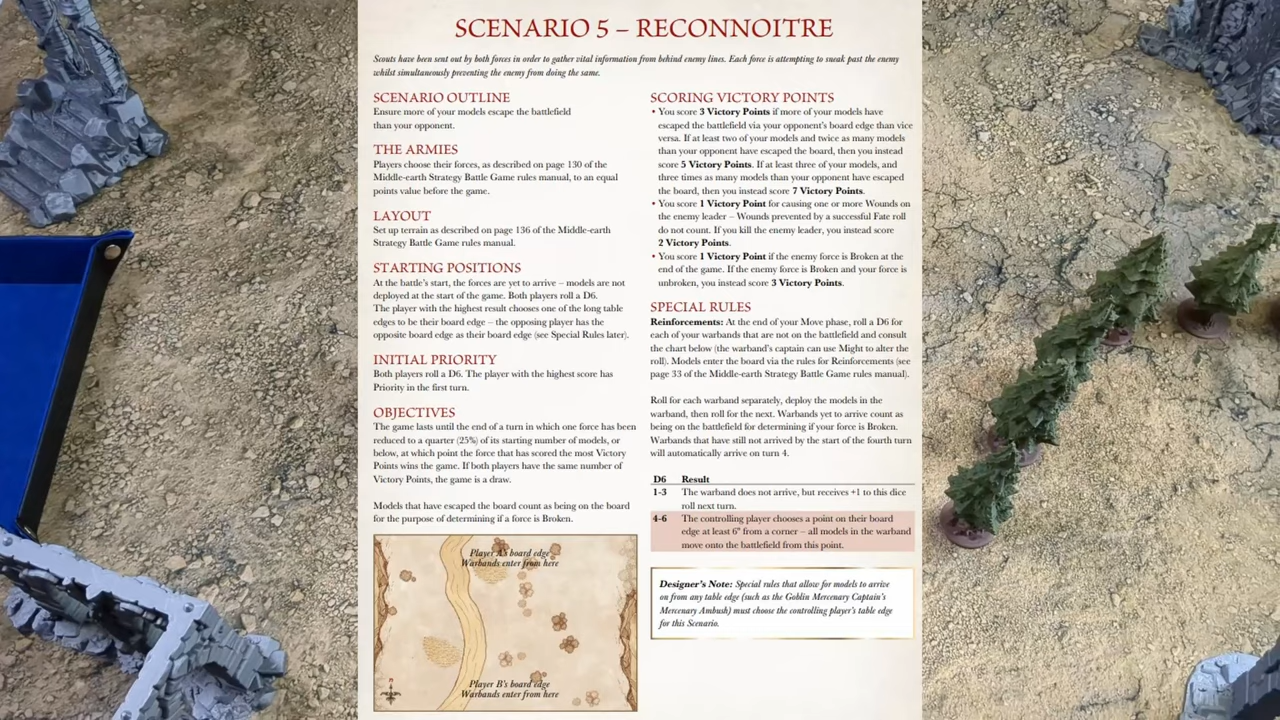 SCENARIO 5 – RECONNOITRE
Scouts have been sent out by both forces in order to gather vital information from behind enemy lines. Each force is attempting to sneak past the enemy
whilst simultaneously preventing the enemy from doing the same.
SCENARIO OUTLINE
Ensure more of your models escape the battlefield
than your opponent.
THE ARMIES
Players choose their forces, as described on page 130 of the
Middle-earth Strategy Battle Game rules manual, to an equal
points value before the game.
LAYOUT
Set up terrain as described on page 136 of the Middle-earth
Strategy Battle Game rules manual.
STARTING POSITIONS
At the battle's start, the forces are yet to arrive – models are not
deployed at the start of the game. Both players roll a D6.
The player with the highest result chooses one of the long table
edges to be their board edge – the opposing player has the
opposite board edge as their board edge (see Special Rules later).
INITIAL PRIORITY
Both players roll a D6. The player with the highest score has
Priority in the first turn.
OBJECTIVES
The game lasts until the end of a turn in which one force has been
reduced to a quarter (25%) of its starting number of models, or
below, at which point the force that has scored the most Victory
Points wins the game. If both players have the same number of
Victory Points, the game is a draw.
Models that have escaped the board count as being on the board
for the purpose of determining if a force is Broken.
Player A's board edge
Warbands enter from here
Player B's board edge
Warbands enter from here
SCORING VICTORY POINTS
• You score 3 Victory Points if more of your models have
escaped the battlefield via your opponent's board edge than vice
versa. If at least two of your models and twice as many models
than your opponent have escaped the board, then you instead
score 5 Victory Points. If at least three of your models, and
three times as many models than your opponent have escaped
the board, then you instead score 7 Victory Points.
• You score 1 Victory Point for causing one or more Wounds on
the enemy leader – Wounds prevented by a successful Fate roll
do not count. If you kill the enemy leader, you instead score
2 Victory Points.
• You score 1 Victory Point if the enemy force is Broken at the
end of the game. If the enemy force is Broken and your force is
unbroken, you instead score 3 Victory Points.
SPECIAL RULES
Reinforcements: At the end of your Move phase, roll a D6 for
each of your warbands that are not on the battlefield and consult
the chart below (the warband's captain can use Might to alter the
roll). Models enter the board via the rules for Reinforcements (see
page 33 of the Middle-earth Strategy Battle Game rules manual).
Roll for each warband separately, deploy the models in the
warband, then roll for the next. Warbands yet to arrive count as
being on the battlefield for determining if your force is Broken.
Warbands that have still not arrived by the start of the fourth turn
will automatically arrive on turn 4.
D6 Result
1-3 The warband does not arrive, but receives +1 to this dice
roll next turn.
4-6 The controlling player chooses a point on their board
edge at least 6" from a corner – all models in the warband
move onto the battlefield from this point.
Designer's Note: Special rules that allow for models to arrive
on from any table edge (such as the Goblin Mercenary Captain's
Mercenary Ambush) must choose the controlling player's table edge
for this Scenario.